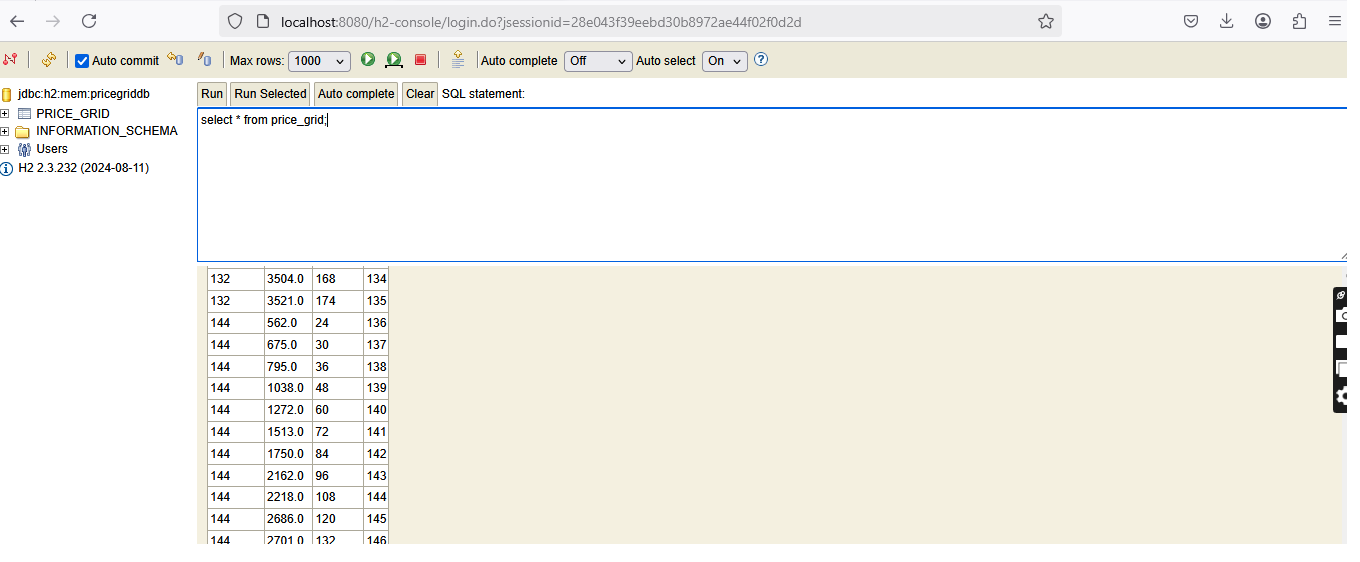 localhost:8080/h2-console/login.do?jsessionid=28e043f39eebd30b8972ae44f02f0d2d
Auto commit Max rows: 1000 Auto complete Off Auto select On ?
jdbc:h2:mem:pricegriddb
PRICE_GRID
INFORMATION_SCHEMA
Users
H2 2.3.232 (2024-08-11)
Run Run Selected Auto complete Clear SQL statement:
select * from price_grid;
132 3504.0 168 134
132 3521.0 174 135
144 562.0 24 136
144 675.0 30 137
144 795.0 36 138
144 1038.0 48 139
144 1272.0 60 140
144 1513.0 72 141
144 1750.0 84 142
144 2162.0 96 143
144 2218.0 108 144
144 2686.0 120 145
144 2701.0 132 146